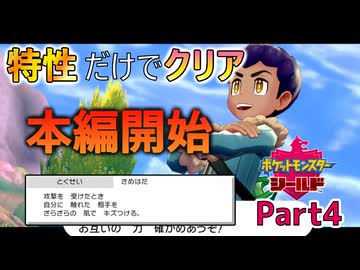 特性だけでクリア
本編開始
とくせい さめはだ
攻撃を 受けたとき
自分に 触れた 相手を
ざらざらの 肌で キズつける。
ポケットモンスター
シールド
Part4
お互いの 力 確かめあうぞ!